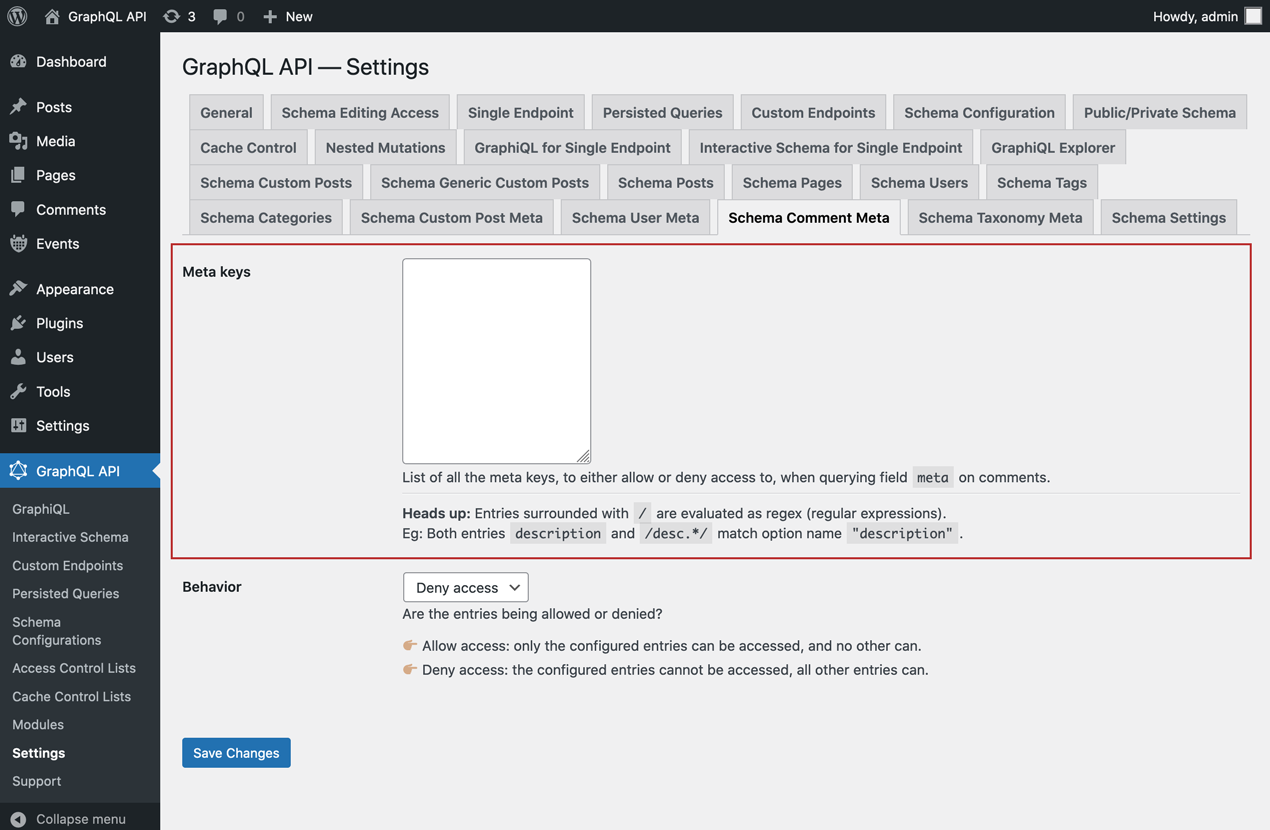 GraphQL API 3 0 New Howdy, admin
Dashboard
Posts
Media
Pages
Comments
Events
Appearance
Plugins
Users
Tools
Settings
GraphQL API
GraphiQL
Interactive Schema
Custom Endpoints
Persisted Queries
Schema
Configurations
Access Control Lists
Cache Control Lists
Modules
Settings
Support
Collapse menu
GraphQL API — Settings
General Schema Editing Access Single Endpoint Persisted Queries Custom Endpoints Schema Configuration Public/Private Schema
Cache Control Nested Mutations GraphiQL for Single Endpoint Interactive Schema for Single Endpoint GraphiQL Explorer
Schema Custom Posts Schema Generic Custom Posts Schema Posts Schema Pages Schema Users Schema Tags
Schema Categories Schema Custom Post Meta Schema User Meta Schema Comment Meta Schema Taxonomy Meta Schema Settings
Meta keys
List of all the meta keys, to either allow or deny access to, when querying field meta on comments.
Heads up: Entries surrounded with / are evaluated as regex (regular expressions).
Eg: Both entries description and /desc.*/ match option name "description".
Behavior
Deny access
Are the entries being allowed or denied?
👉🏽 Allow access: only the configured entries can be accessed, and no other can.
👉🏽 Deny access: the configured entries cannot be accessed, all other entries can.
Save Changes